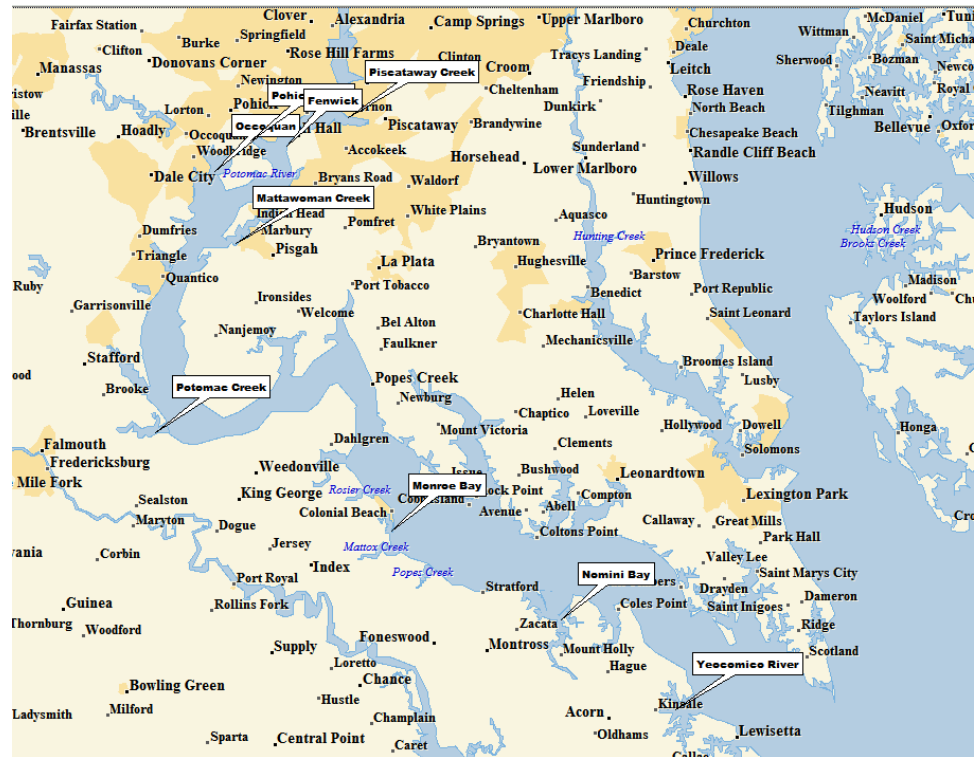 Fairfax Station
Clover
Alexandria
Camp Springs
Upper Marlboro
Churchton
McDaniel
Clifton
Burke
Springfield
Wittman
Saint Micha
Donovans Corner
Rose Hill Farms
Clinton
Tracys Landing
Deale
Sherwood
Bozman
Manassas
Newington
Piscataway Creek
Croom
Leitch
Newco
Friendship
Pohic
Fenwick
Cheltenham
Rose Haven
Neavitt
Royal
Lorton
Pohick
Dunkirk
North Beach
Tilghman
Brentsville
Hoadly
Occoquan
Occoquan
Hall
Piscataway
Brandywine
Chesapeake Beach
Bellevue
Oxfo
Woodbridge
Accokeek
Horsehead
Sunderland
Randle Cliff Beach
Dale City
Potomac River
Bryans Road
Waldorf
Lower Marlboro
Willows
Mattawoman Creek
Huntingtown
Indian Head
White Plains
Aquasco
Hudson
Dumfries
Marbury
Pomfret
Hunting Creek
Hudson Creek
Triangle
Pisgah
Bryantown
Prince Frederick
Brooks Creek
La Plata
Hughesville
Barstow
Quantico
Port Tobacco
Benedict
Port Republic
Madison
Ruby
Garrisonville
Ironsides
Woolford
Welcome
Charlotte Hall
Saint Leonard
Taylors Island
Nanjemoy
Bel Alton
Mechanicsville
Stafford
Faulkner
Broomes Island
Brooke
Potomac Creek
Popes Creek
Lusby
Newburg
Helen
Chaptico
Loveville
Falmouth
Dahlgren
Mount Victoria
Hollywood
Dowell
Honga
Fredericksburg
Clements
Solomons
Weedonville
Issue
Bushwood
Leonardtown
e Mile Fork
Rosier Creek
Monroe Bay
Sealston
King George
Cobb Island
ock Point
Compton
Lexington Park
Maryton
Dogue
Colonial Beach
Avenue
Abell
Callaway
Great Mills
Cro
Corbin
Jersey
Mattox Creek
Coltons Point
Park Hall
vania
Index
Popes Creek
Valley Lee
Saint Marys City
Port Royal
Stratford
Nomini Bay
bers
Drayden
Guinea
Rollins Fork
Coles Point
Saint Inigoes
Dameron
Thornburg
Woodford
Foneswood
Zacata
Ridge
Supply
Montross
Mount Holly
Scotland
Loretto
Hague
Yeocomico River
Bowling Green
Chance
Hustle
Kinsale
Ladysmith
Milford
Champlain
Acorn
Sparta
Central Point
Caret
Oldhams
Lewisetta